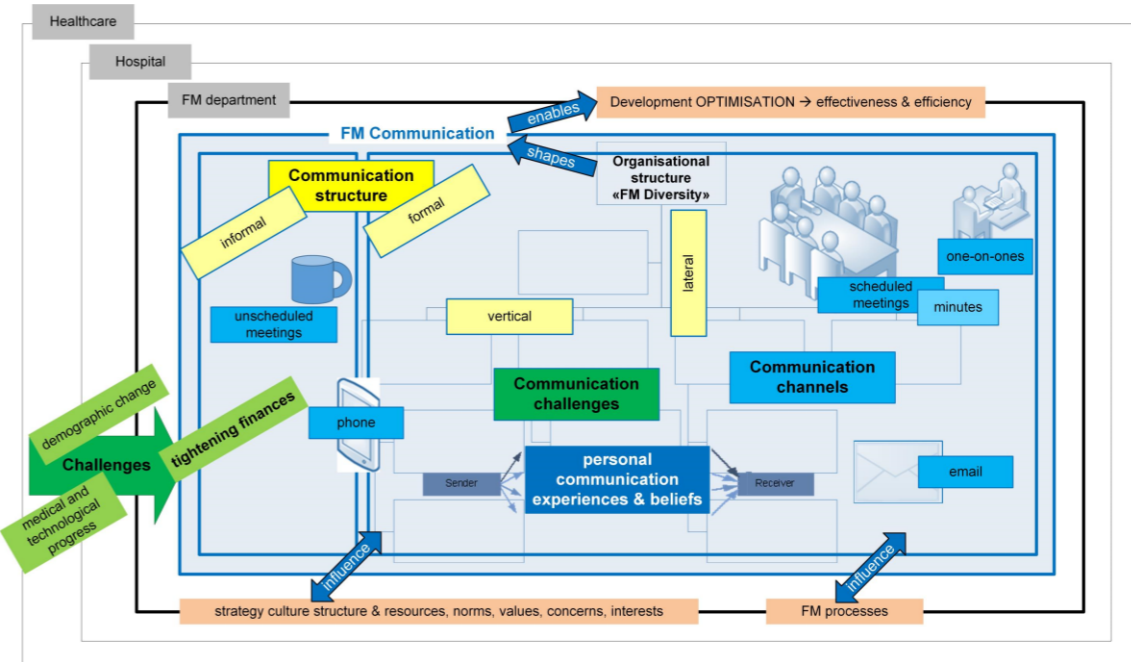 Healthcare
Hospital
FM department
Development OPTIMISATION → effectiveness & efficiency
enables
FM Communication
shapes
Organisational
structure
«FM Diversity»
Communication
structure
informal
formal
lateral
one-on-ones
scheduled
meetings
minutes
unscheduled
meetings
vertical
Communication
challenges
Communication
channels
demographic change
Challenges
tightening finances
medical and
technological
progress
phone
Sender
personal
communication
experiences & beliefs
Receiver
email
influence
influence
strategy culture structure & resources, norms, values, concerns, interests
FM processes